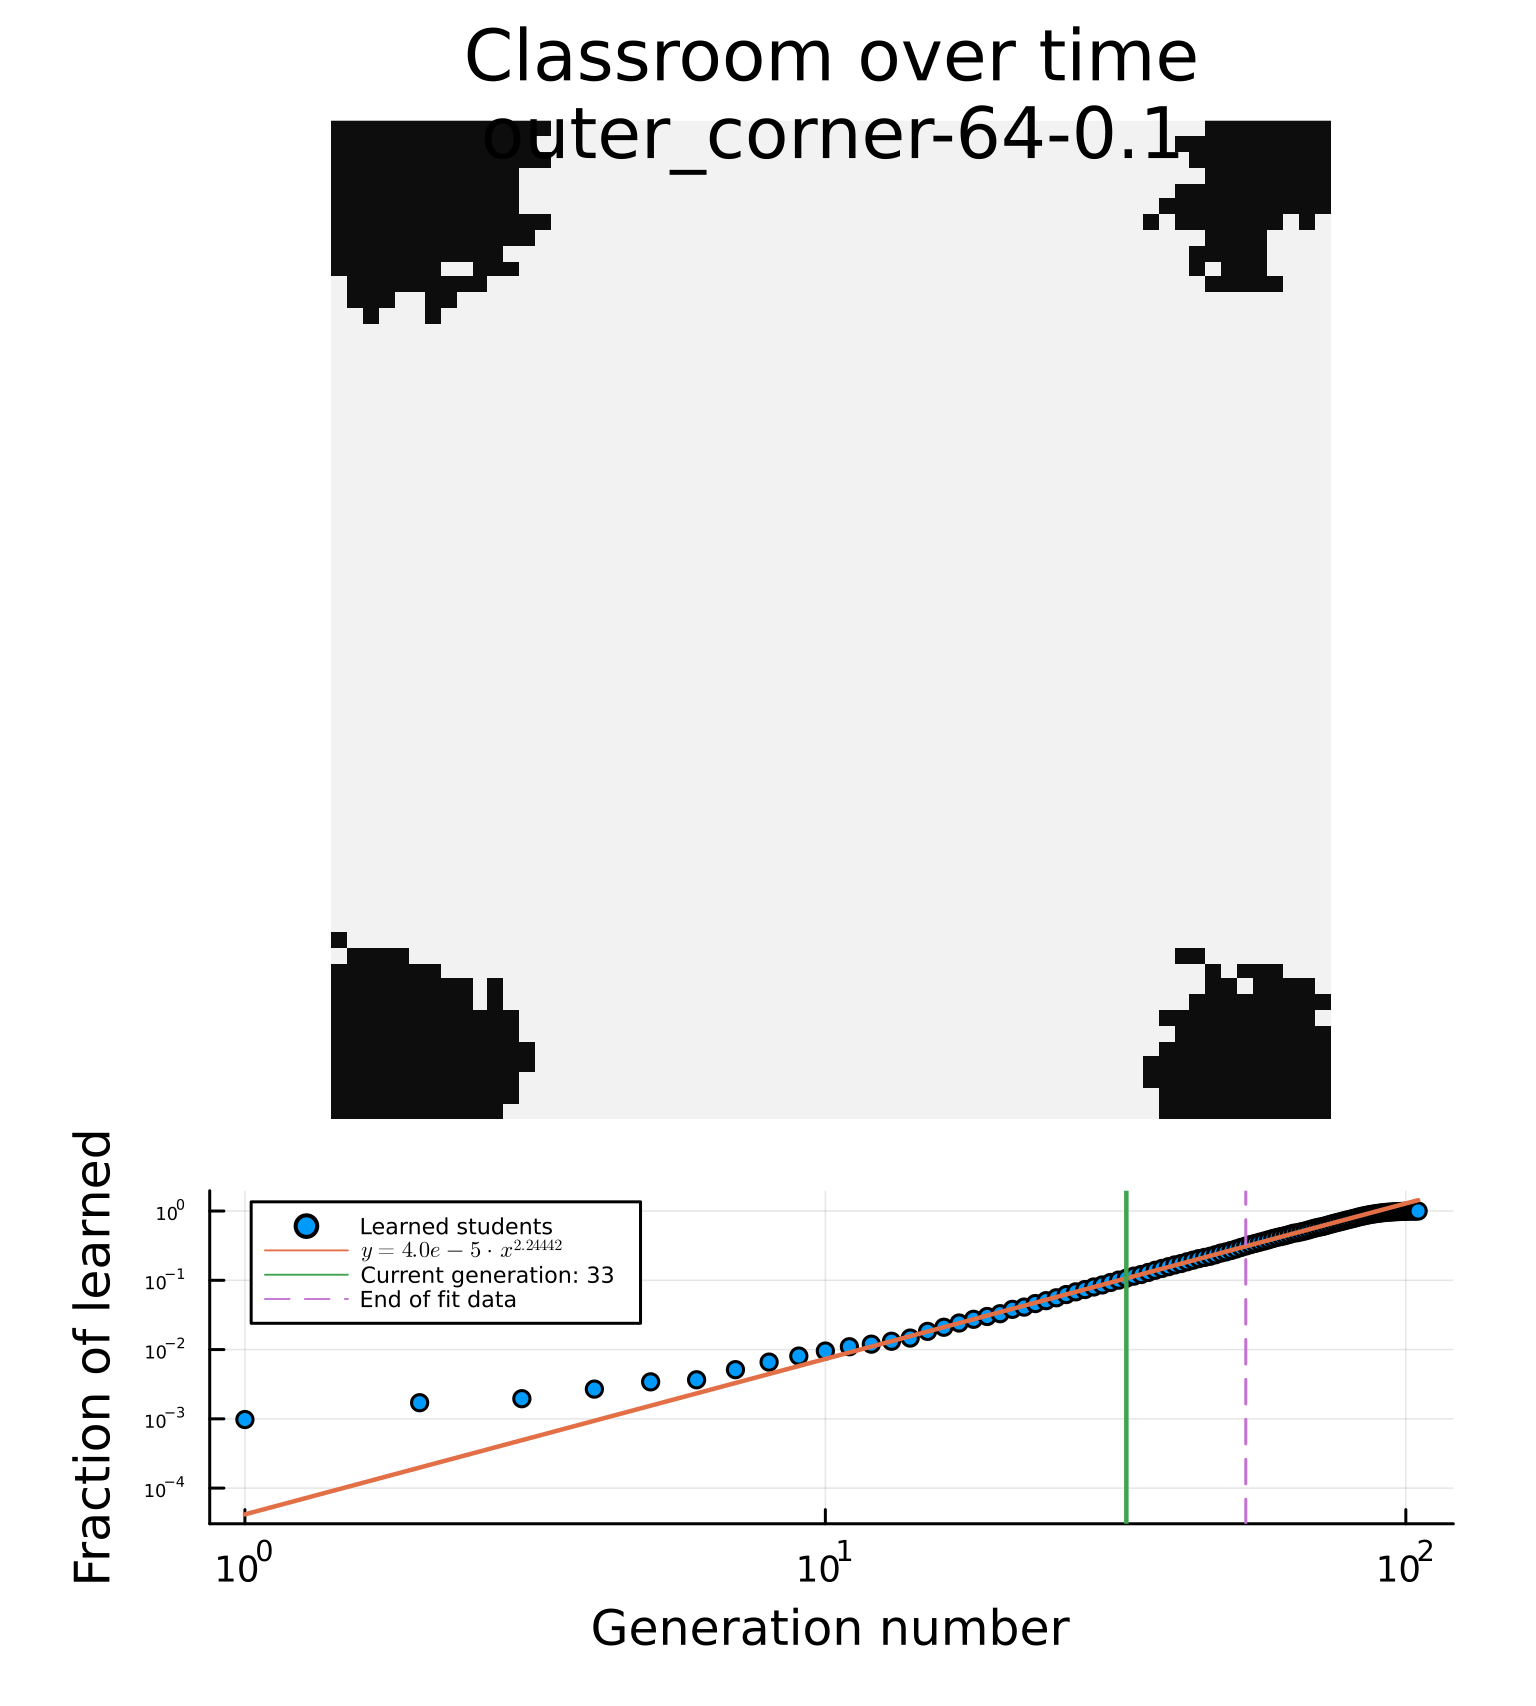 Classroom over time
outer_corner-64-0.1
Fraction of learned
10⁰
10⁻¹
10⁻²
10⁻³
10⁻⁴
Learned students
y = 4.0e − 5 · x^2.24442
Current generation: 33
End of fit data
10⁰
10¹
10²
Generation number